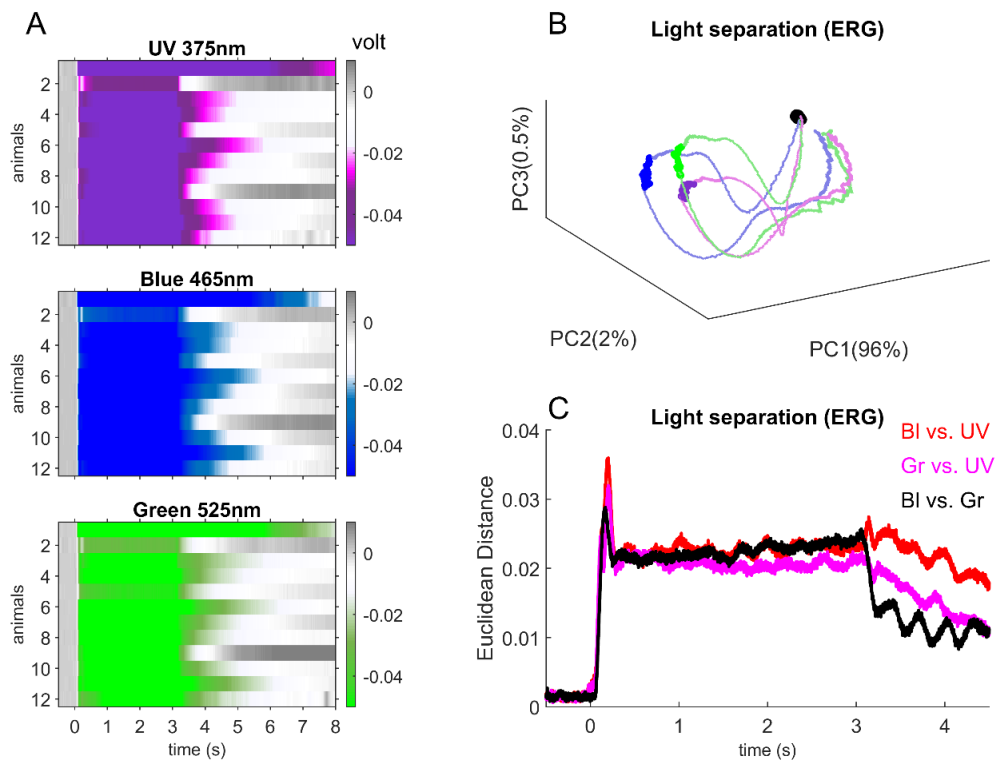 A
UV 375nm
volt
animals
2
4
6
8
10
12
0
-0.02
-0.04
Blue 465nm
animals
2
4
6
8
10
12
0
-0.02
-0.04
Green 525nm
animals
2
4
6
8
10
12
0
-0.02
-0.04
0 1 2 3 4 5 6 7 8
time (s)
B
Light separation (ERG)
PC3(0.5%)
PC2(2%)
PC1(96%)
C
Light separation (ERG)
Bl vs. UV
Gr vs. UV
Bl vs. Gr
Euclidean Distance
0.04
0.03
0.02
0.01
0
0 1 2 3 4
time (s)